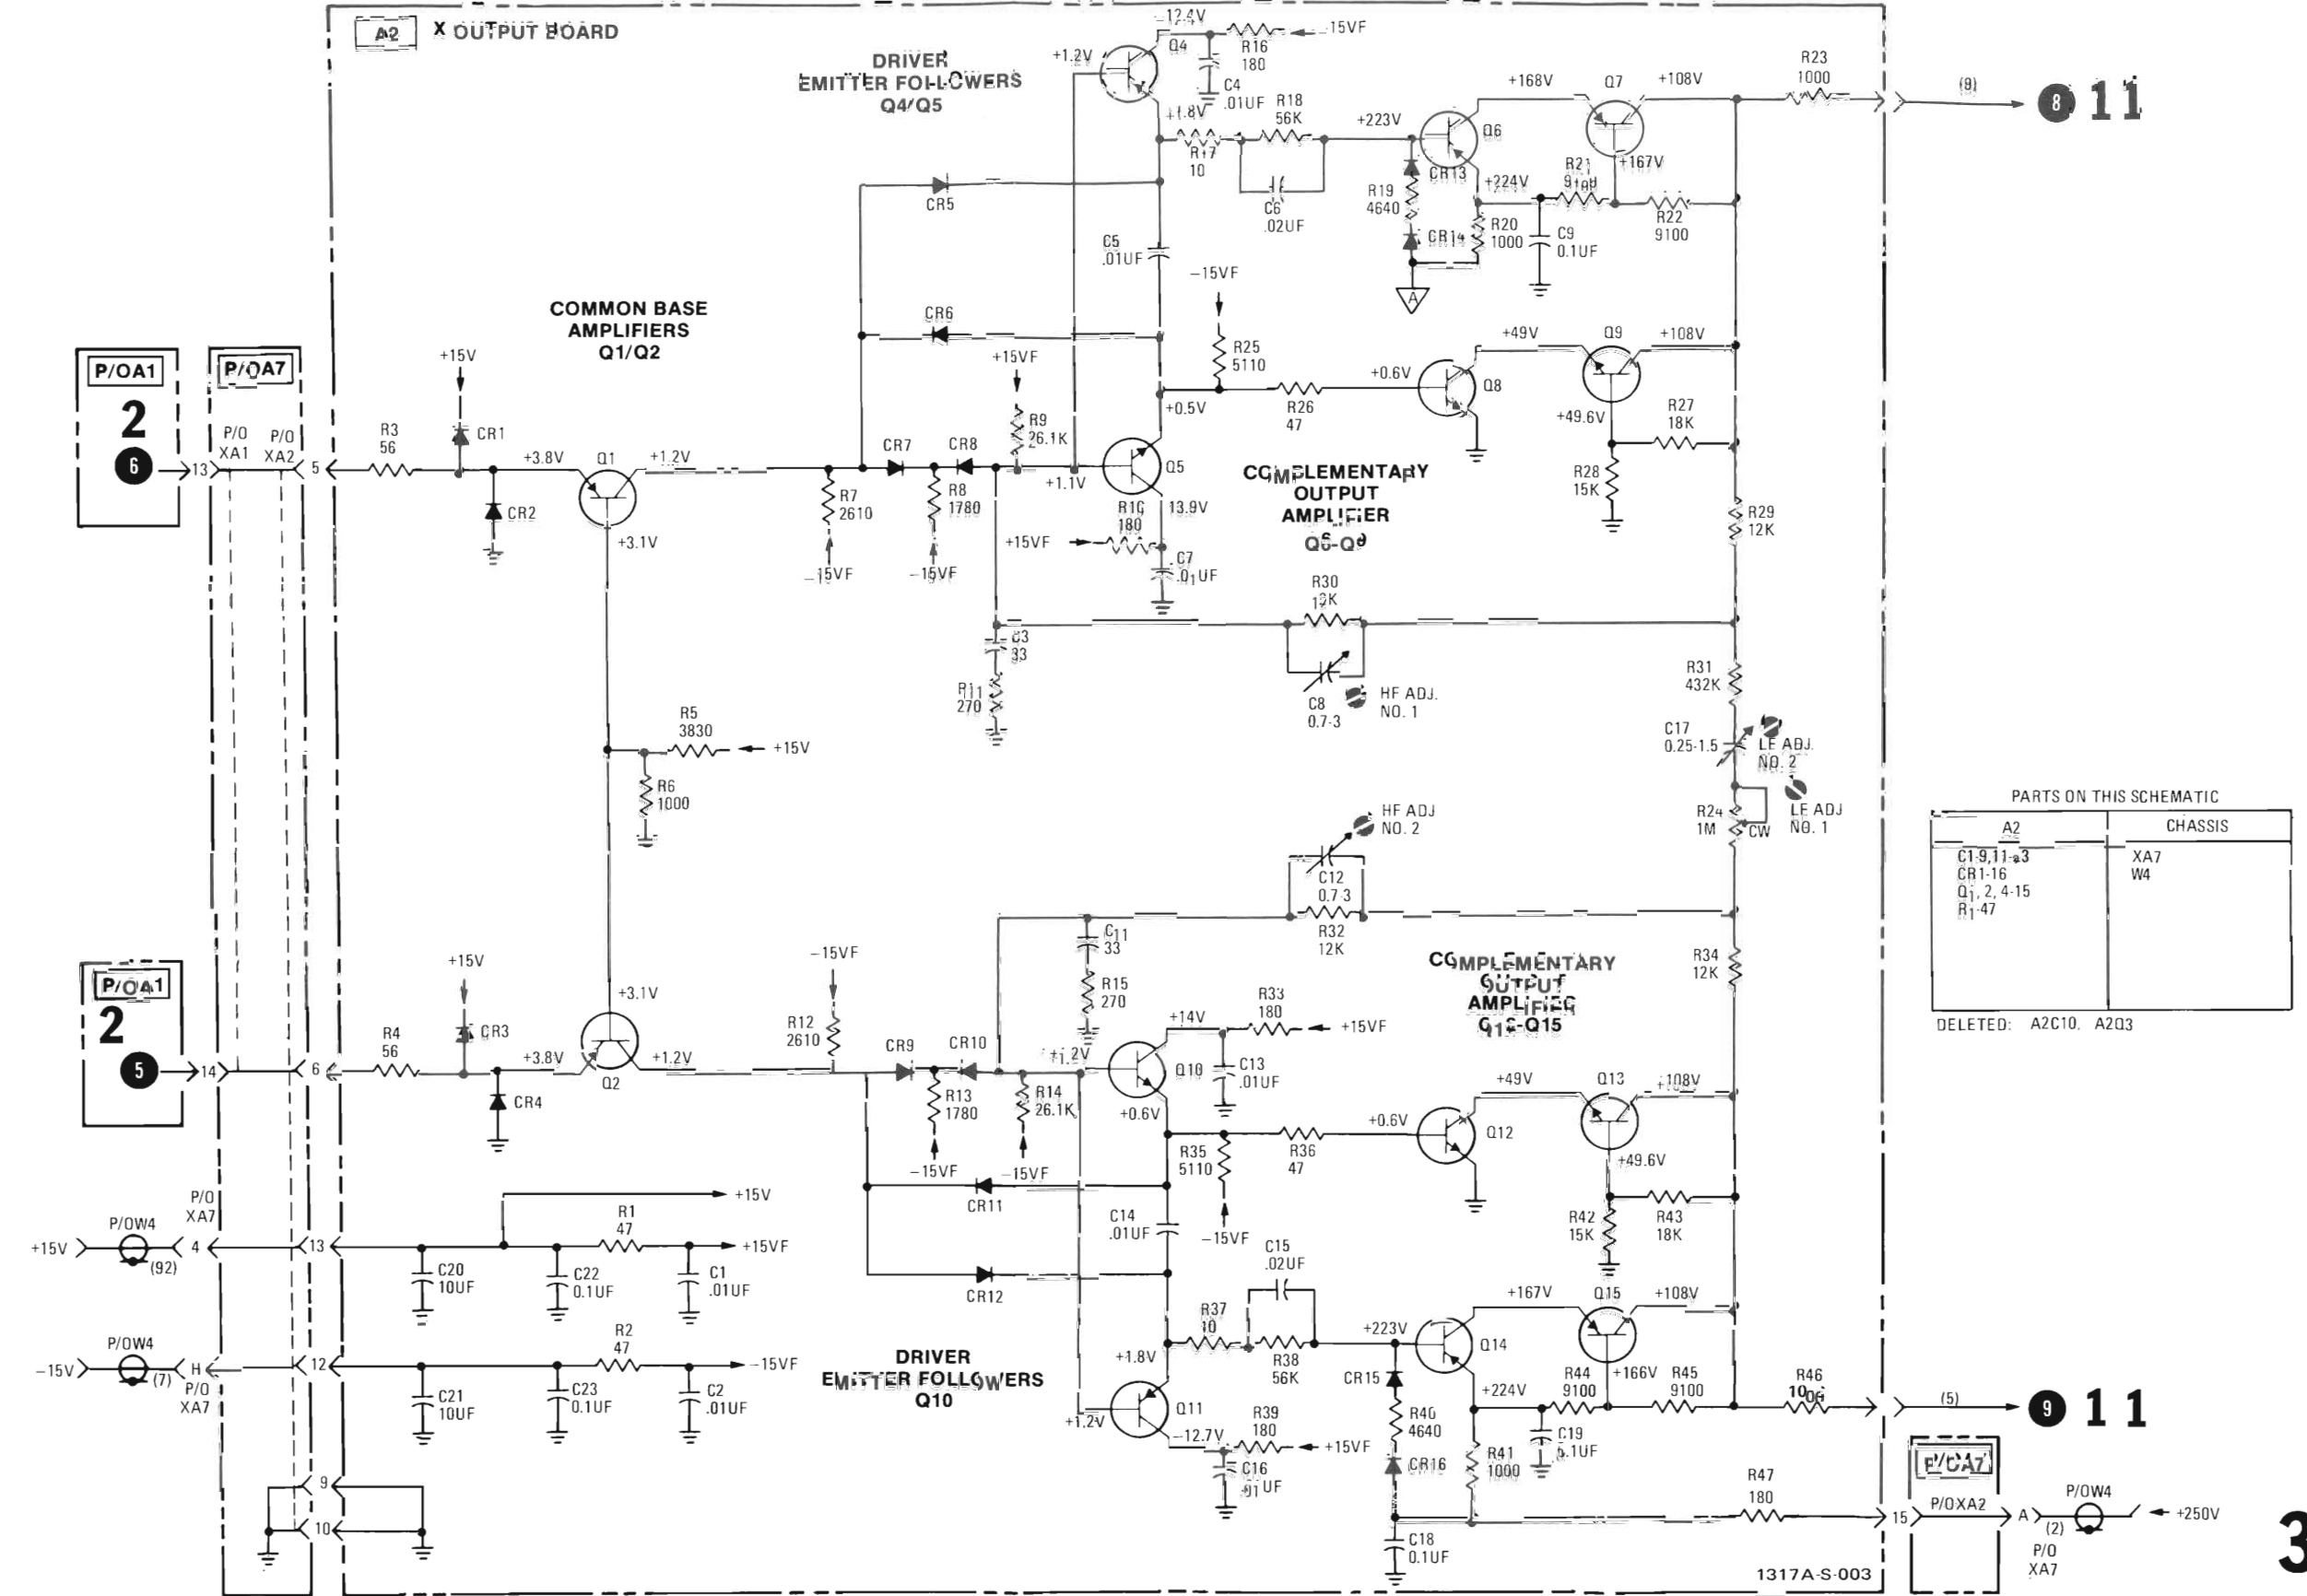 A2
X OUTPUT BOARD
DRIVER
EMITTER FOLLOWERS
Q4/Q5
-12.4V
+1.2V
Q4
R16
180
-15VF
C4
.01UF
+1.8V
R17
10
R18
56K
C6
.02UF
+223V
Q6
CR13
R19
4640
CR14
+224V
R20
1000
C9
0.1UF
+168V
Q7
+108V
+167V
R21
R22
9100
R23
1000
(9)
8 11
A
CR5
C5
.01UF
CR6
-15VF
R25
5110
+0.5V
R26
47
+0.6V
Q8
+49V
Q9
+108V
+49.6V
R27
18K
R28
15K
R29
12K
COMMON BASE
AMPLIFIERS
Q1/Q2
P/OA1
2
6
13
P/OA7
P/O
XA1
P/O
XA2
5
R3
56
+15V
CR1
CR2
+3.8V
Q1
+1.2V
+3.1V
R7
2610
-15VF
CR7
CR8
R8
1780
-15VF
+15VF
R9
26.1K
+1.1V
Q5
13.9V
180
+15VF
C7
.01UF
COMPLEMENTARY
OUTPUT
AMPLIFIER
Q6-Q9
33
R11
270
R30
C8
0.7-3
HF ADJ.
NO. 1
R31
432K
C17
0.25-1.5
NO. 2
R24
1M
CW
NO. 1
R5
3830
+15V
R6
1000
HF ADJ
NO. 2
C12
0.7-3
R32
12K
C11
33
R15
270
R34
12K
COMPLEMENTARY
OUTPUT
AMPLIFIER
P/OA1
2
5
14
6
R4
56
+15V
CR3
CR4
+3.8V
Q2
+1.2V
+3.1V
-15VF
R12
2610
CR9
CR10
R13
1780
-15VF
R14
26.1K
-15VF
+1.2V
+14V
R33
180
+15VF
Q10
C13
.01UF
+0.6V
R35
5110
-15VF
R36
47
+0.6V
Q12
+49V
Q13
+108V
+49.6V
R42
15K
R43
18K
CR11
C14
.01UF
CR12
C15
.02UF
R37
10
R38
56K
+223V
Q14
+167V
Q15
+108V
+166V
+224V
R44
9100
R45
9100
R46
(5)
9 11
CR15
R40
4640
CR16
R41
1000
C19
C18
0.1UF
R47
180
15
P/OXA2
A
(2)
P/O
XA7
P/OW4
+250V
+1.8V
Q11
+1.2V
-12.7V
R39
180
+15VF
C16
DRIVER
EMITTER FOLLOWERS
Q10
P/O
XA7
P/OW4
+15V
(92)
4
13
C20
10UF
C22
0.1UF
R1
47
C1
.01UF
+15V
+15VF
P/OW4
-15V
(7)
H
P/O
XA7
12
C21
10UF
C23
0.1UF
R2
47
C2
.01UF
-15VF
9
10
PARTS ON THIS SCHEMATIC
A2
CHASSIS
CR1-16
Q1, 2, 4-15
R1-47
XA7
W4
DELETED: A2C10, A2Q3
1317A-S-003
3